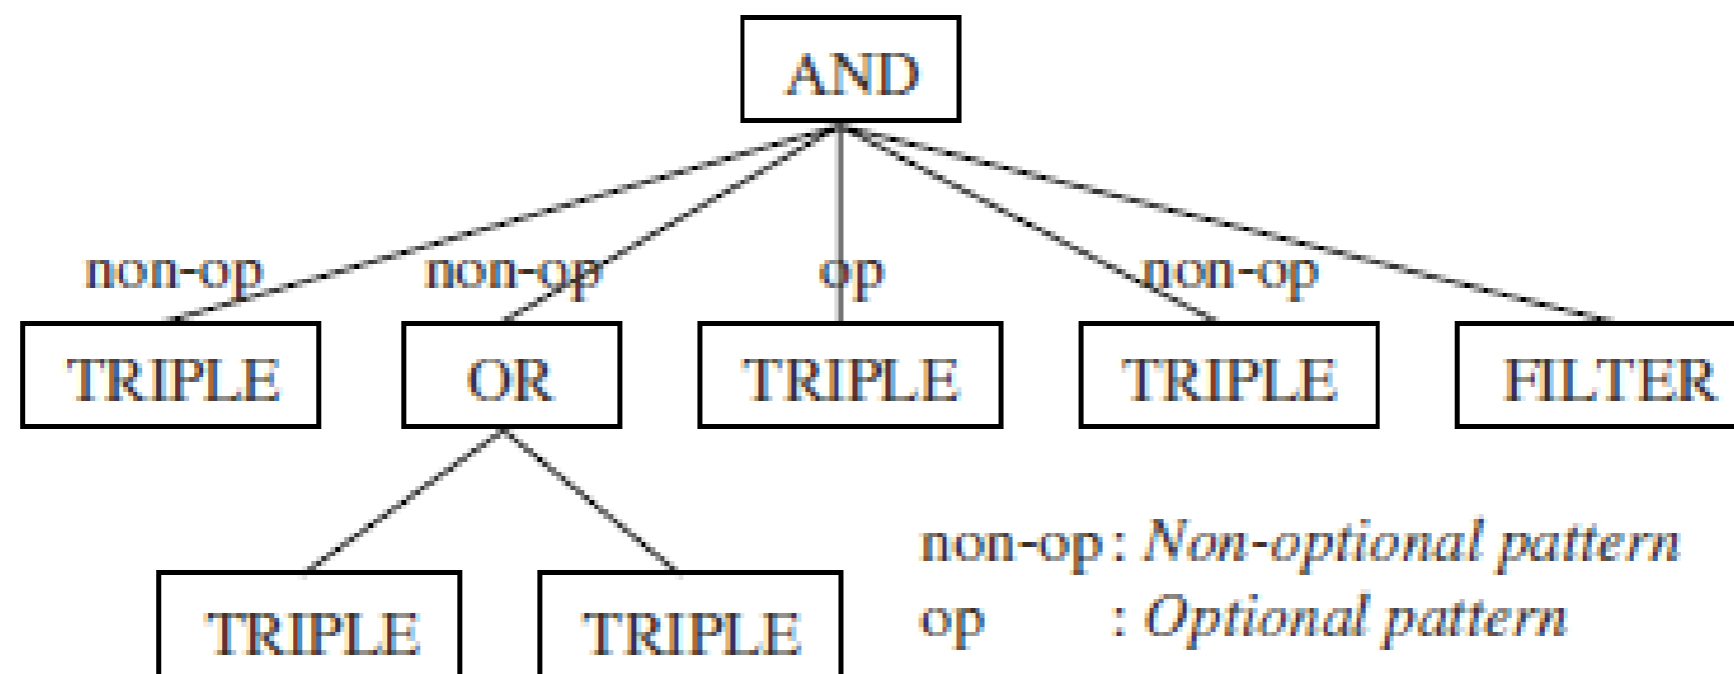 AND
non-op non-op op non-op
TRIPLE OR TRIPLE TRIPLE FILTER
non-op : Non-optional pattern
op : Optional pattern
TRIPLE TRIPLE